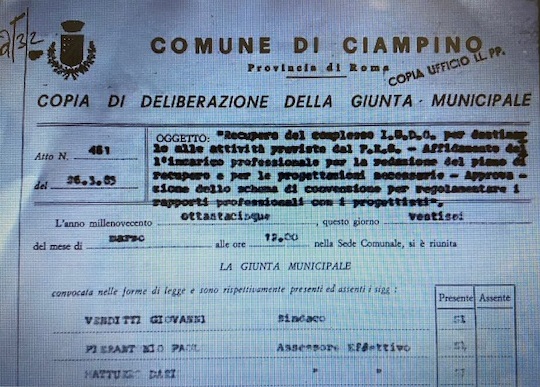 COMUNE DI CIAMPINO
Provincia di Roma
COPIA UFFICIO LL. PP.
COPIA DI DELIBERAZIONE DELLA GIUNTA MUNICIPALE
Atto N. 481
del 26.3.85
OGGETTO: "Recupero del complesso I.G.D.O. per destinar
lo alle attività previste dal P.R.G. - Affidamento del
l'incarico professionale per la redazione del piano di
recupero e per le progettazioni necessarie - Approva
zione dello schema di convenzione per regolamentare i
rapporti professionali con i progettisti".
L'anno millenovecento ottantacinque, questo giorno ventisei
del mese di marzo alle ore 12,00 nella Sede Comunale, si è riunita
LA GIUNTA MUNICIPALE
convocata nelle forme di legge e sono rispettivamente presenti ed assenti i sigg :
Presente Assente
VERDITTI GIOVANNI Sindaco SI
Assessore Effettivo SI
" "